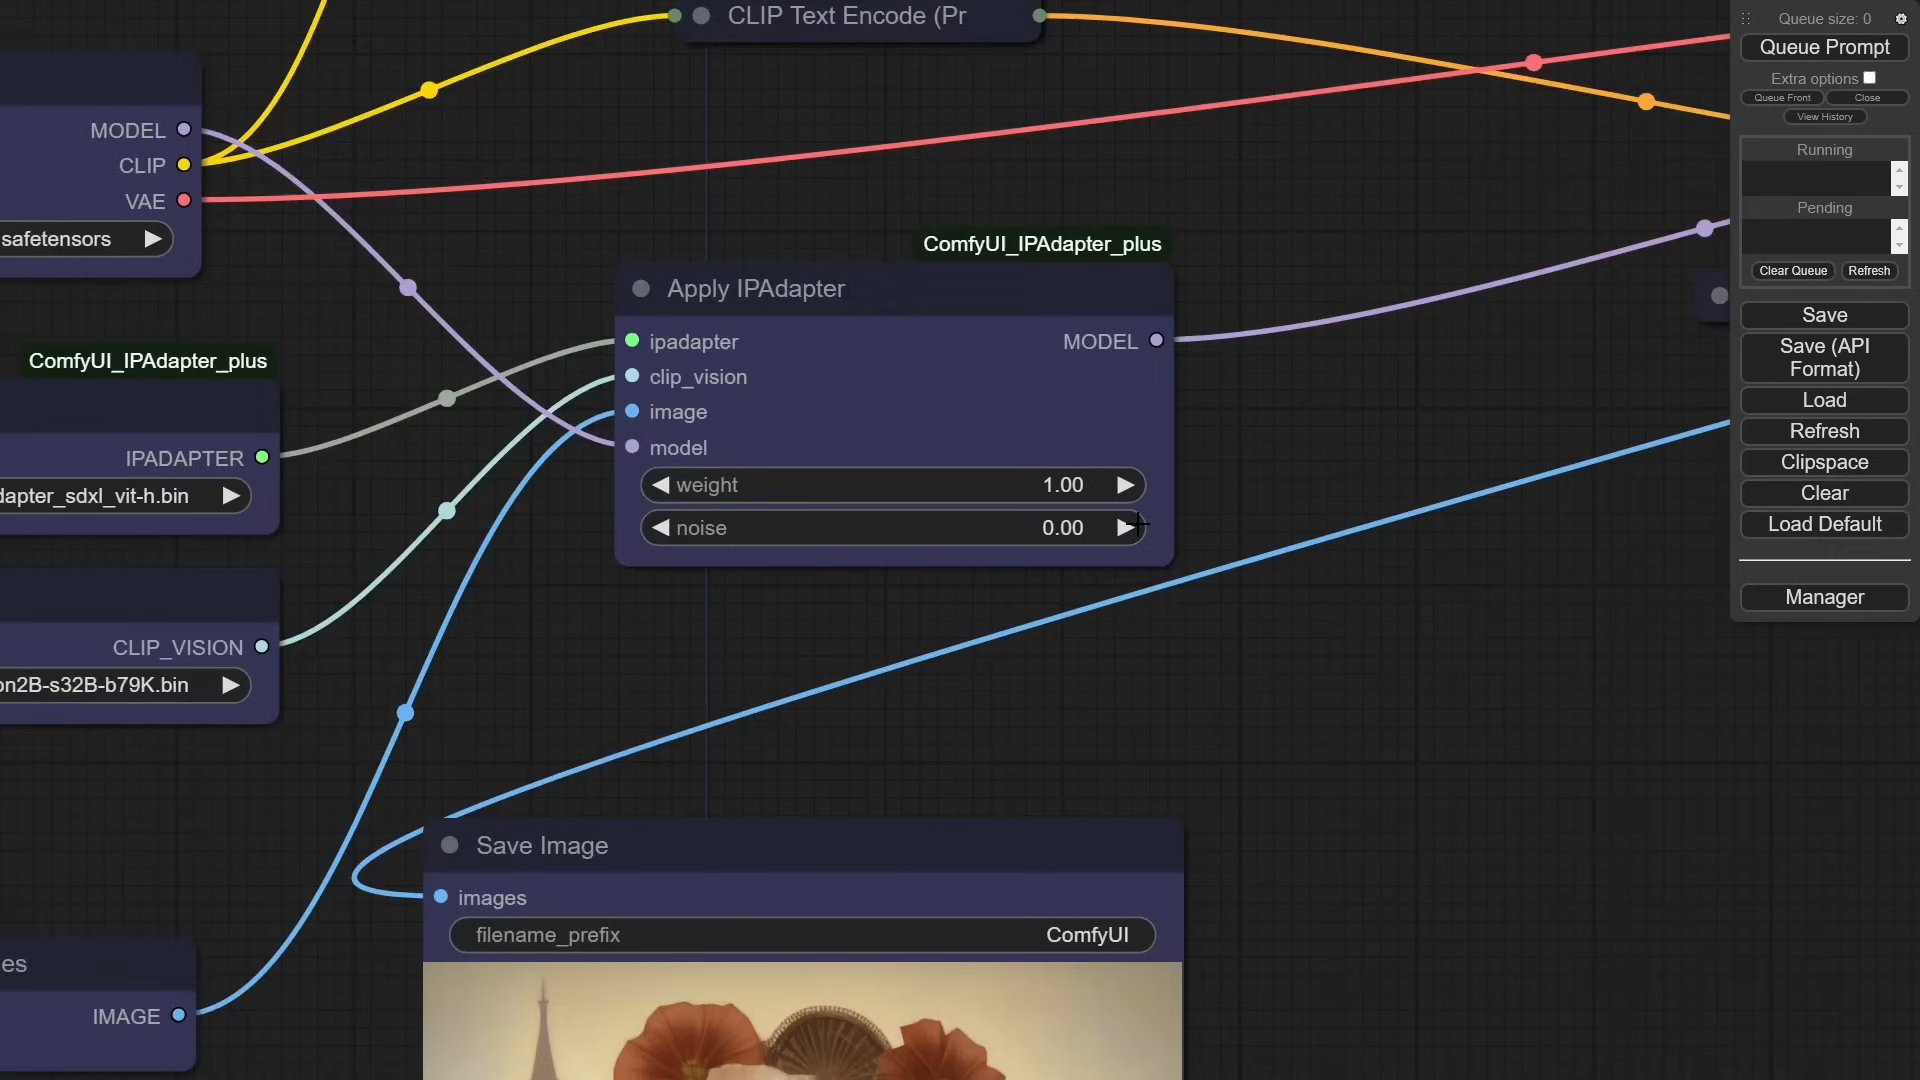 CLIP Text Encode (Pr
MODEL
CLIP
VAE
safetensors
ComfyUI_IPAdapter_plus
Apply IPAdapter
ipadapter
MODEL
clip_vision
image
model
weight 1.00
noise 0.00
ComfyUI_IPAdapter_plus
IPADAPTER
dapter_sdxl_vit-h.bin
CLIP_VISION
on2B-s32B-b79K.bin
es
IMAGE
Save Image
images
filename_prefix ComfyUI
Queue size: 0
Queue Prompt
Extra options
Queue Front Close
View History
Running
Pending
Clear Queue Refresh
Save
Save (API
Format)
Load
Refresh
Clipspace
Clear
Load Default
Manager